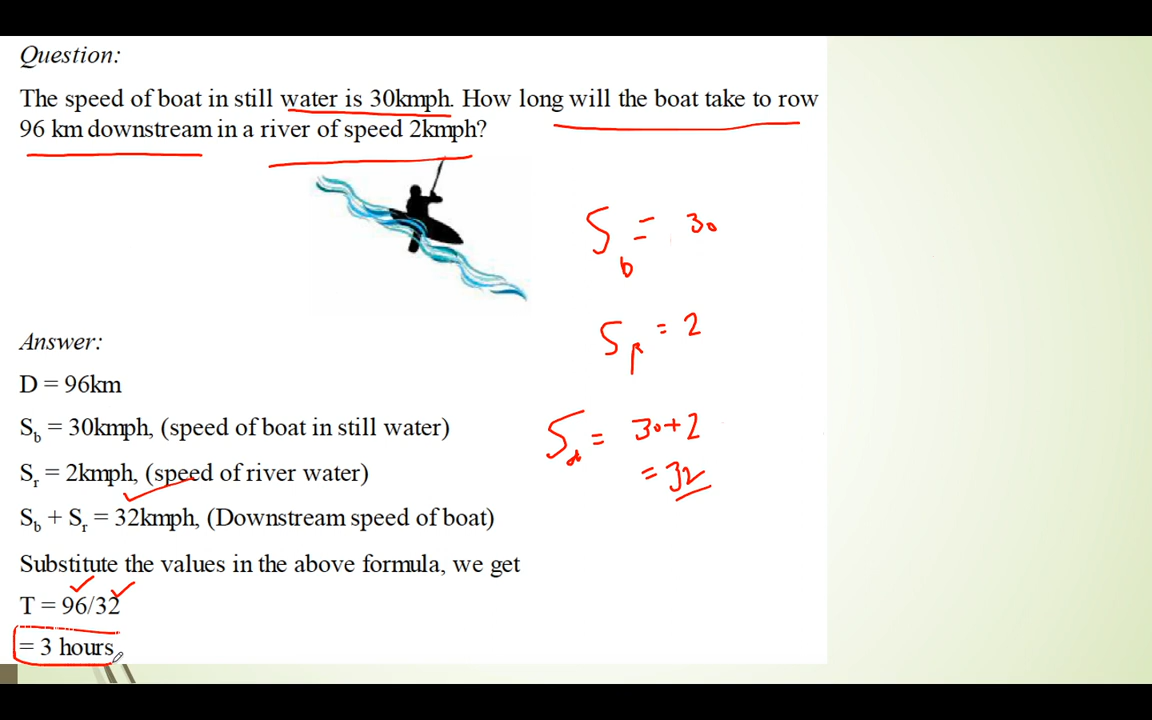 Question:
The speed of boat in still water is 30kmph. How long will the boat take to row
96 km downstream in a river of speed 2kmph?
S_b = 30
S_r = 2
S_d = 30+2
= 32
Answer:
D = 96km
S_b = 30kmph, (speed of boat in still water)
S_r = 2kmph, (speed of river water)
S_b + S_r = 32kmph, (Downstream speed of boat)
Substitute the values in the above formula, we get
T = 96/32
= 3 hours